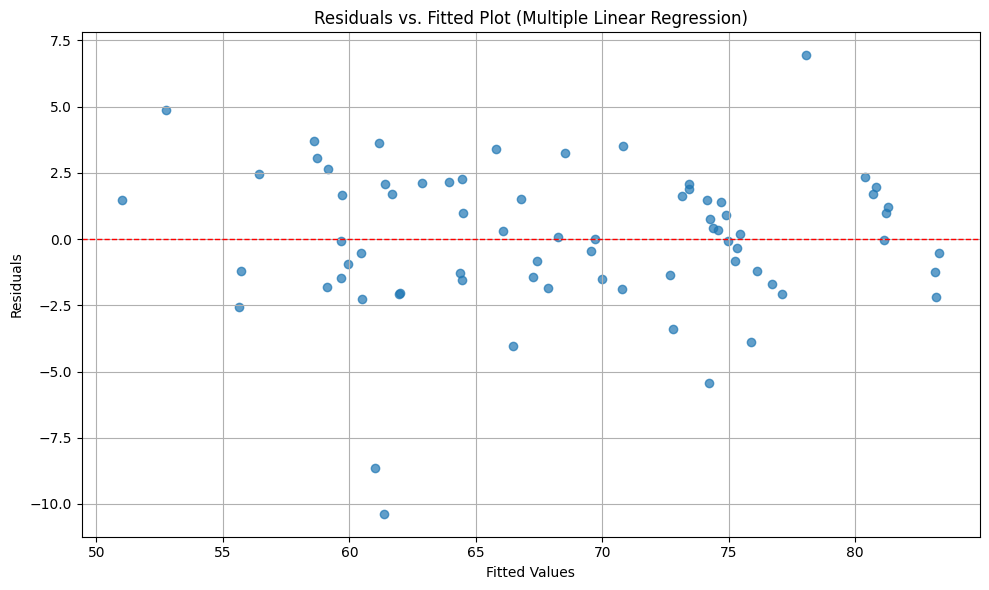 Residuals vs. Fitted Plot (Multiple Linear Regression)
7.5
5.0
2.5
0.0
−2.5
−5.0
−7.5
−10.0
Residuals
50 55 60 65 70 75 80
Fitted Values